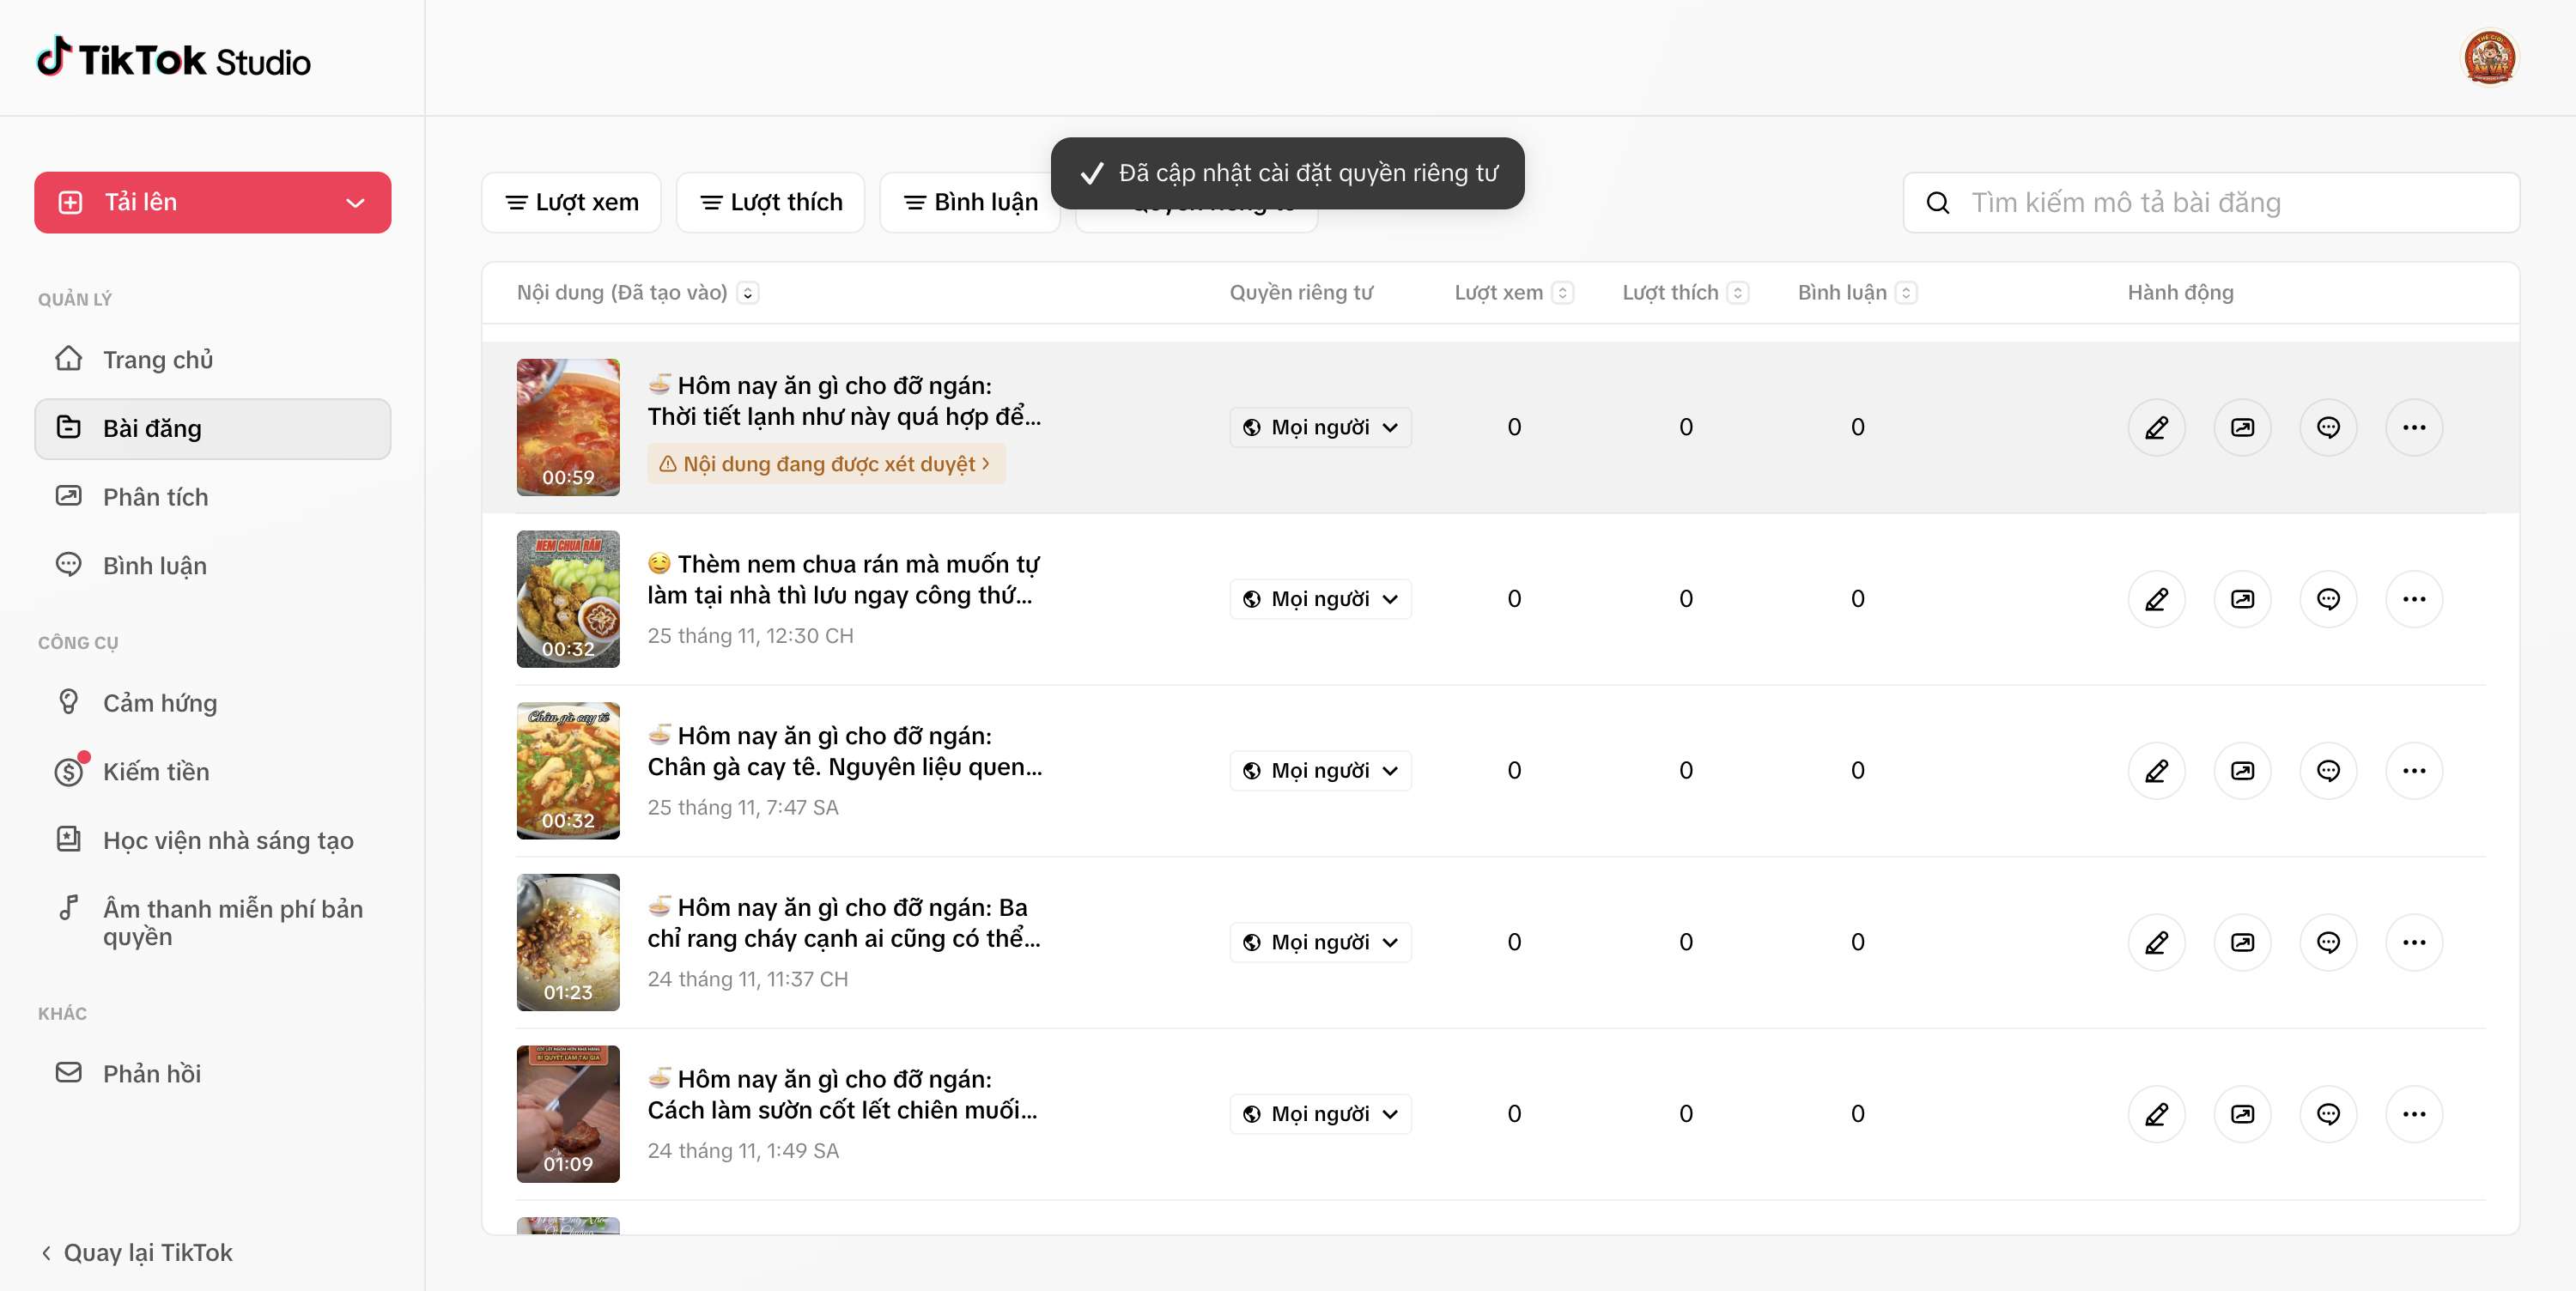 TikTok Studio
Đã cập nhật cài đặt quyền riêng tư
Tải lên
Lượt xem
Lượt thích
Bình luận
Tìm kiếm mô tả bài đăng
QUẢN LÝ
Trang chủ
Bài đăng
Phân tích
Bình luận
CÔNG CỤ
Cảm hứng
Kiếm tiền
Học viện nhà sáng tạo
Âm thanh miễn phí bản
quyền
KHÁC
Phản hồi
Quay lại TikTok
Nội dung (Đã tạo vào)
Quyền riêng tư
Lượt xem
Lượt thích
Bình luận
Hành động
00:59
Hôm nay ăn gì cho đỡ ngán:
Thời tiết lạnh như này quá hợp để...
Nội dung đang được xét duyệt
Mọi người
0
0
0
NEM CHUA RÁN
00:32
Thèm nem chua rán mà muốn tự
làm tại nhà thì lưu ngay công thứ...
25 tháng 11, 12:30 CH
Mọi người
0
0
0
Chân gà cay tê
00:32
Hôm nay ăn gì cho đỡ ngán:
Chân gà cay tê. Nguyên liệu quen...
25 tháng 11, 7:47 SA
Mọi người
0
0
0
01:23
Hôm nay ăn gì cho đỡ ngán: Ba
chỉ rang cháy cạnh ai cũng có thể...
24 tháng 11, 11:37 CH
Mọi người
0
0
0
BÍ QUYẾT LÀM TẠI GIA
01:09
Hôm nay ăn gì cho đỡ ngán:
Cách làm sườn cốt lết chiên muối...
24 tháng 11, 1:49 SA
Mọi người
0
0
0